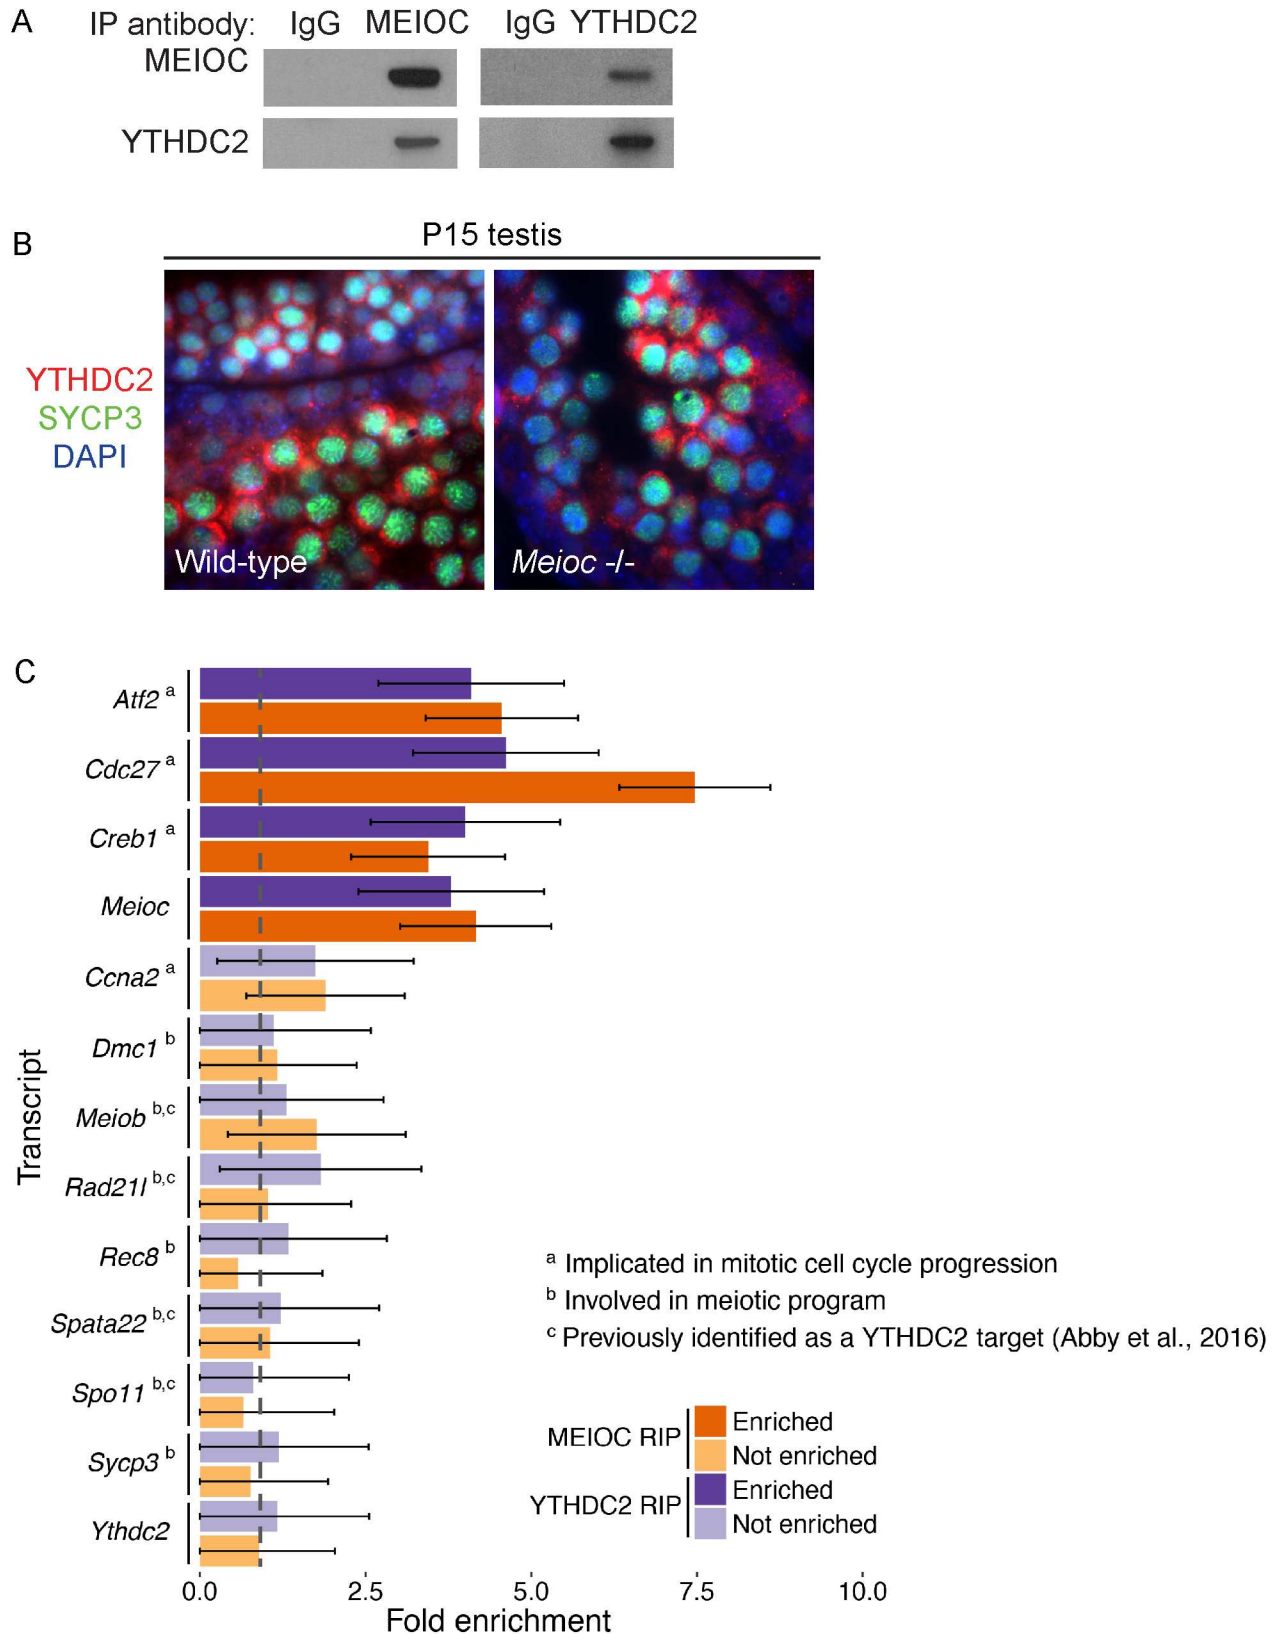 A
IP antibody: IgG MEIOC IgG YTHDC2
MEIOC
YTHDC2
B
P15 testis
YTHDC2
SYCP3
DAPI
Wild-type
Meioc -/-
C
Transcript
Atf2 a
Cdc27 a
Creb1 a
Meioc
Ccna2 a
Dmc1 b
Meiob b,c
Rad21l b,c
Rec8 b
Spata22 b,c
Spo11 b,c
Sycp3 b
Ythdc2
a Implicated in mitotic cell cycle progression
b Involved in meiotic program
c Previously identified as a YTHDC2 target (Abby et al., 2016)
MEIOC RIP
Enriched
Not enriched
YTHDC2 RIP
Enriched
Not enriched
0.0 2.5 5.0 7.5 10.0
Fold enrichment